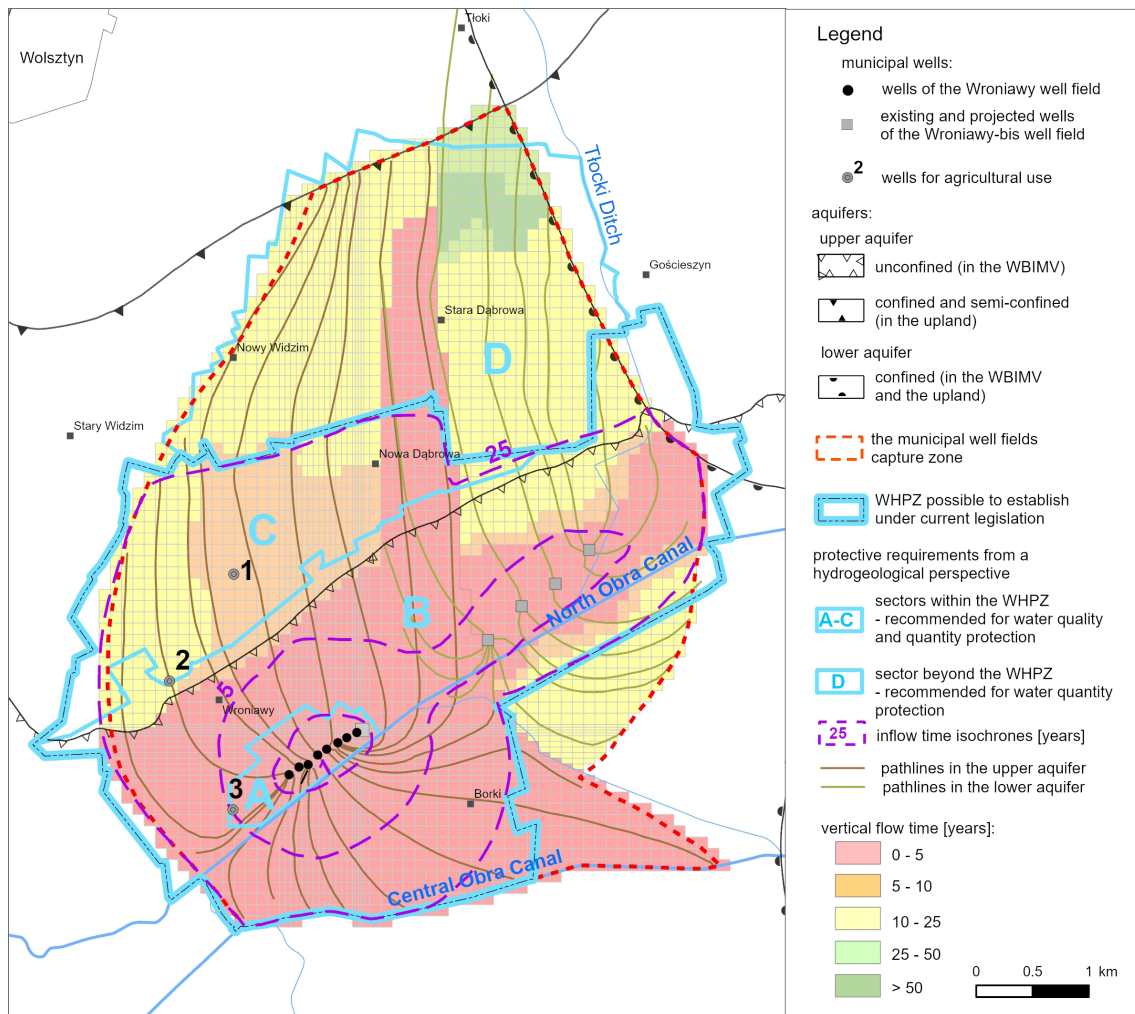 Wolsztyn
Tłoki
Tłocki Ditch
Gościeszyn
Stara Dąbrowa
D
Nowy Widzim
Stary Widzim
Nowa Dąbrowa
25
C
1
B
North Obra Canal
2
5
Wroniawy
1
3
A
Borki
Central Obra Canal
Legend
municipal wells:
wells of the Wroniawy well field
existing and projected wells
of the Wroniawy-bis well field
2
wells for agricultural use
aquifers:
upper aquifer
unconfined (in the WBIMV)
confined and semi-confined
(in the upland)
lower aquifer
confined (in the WBIMV
and the upland)
the municipal well fields
capture zone
WHPZ possible to establish
under current legislation
protective requirements from a
hydrogeological perspective
A-C
sectors within the WHPZ
- recommended for water quality
and quantity protection
D
sector beyond the WHPZ
- recommended for water quantity
protection
25
inflow time isochrones [years]
pathlines in the upper aquifer
pathlines in the lower aquifer
vertical flow time [years]:
0 - 5
5 - 10
10 - 25
25 - 50
> 50
0 0.5 1 km